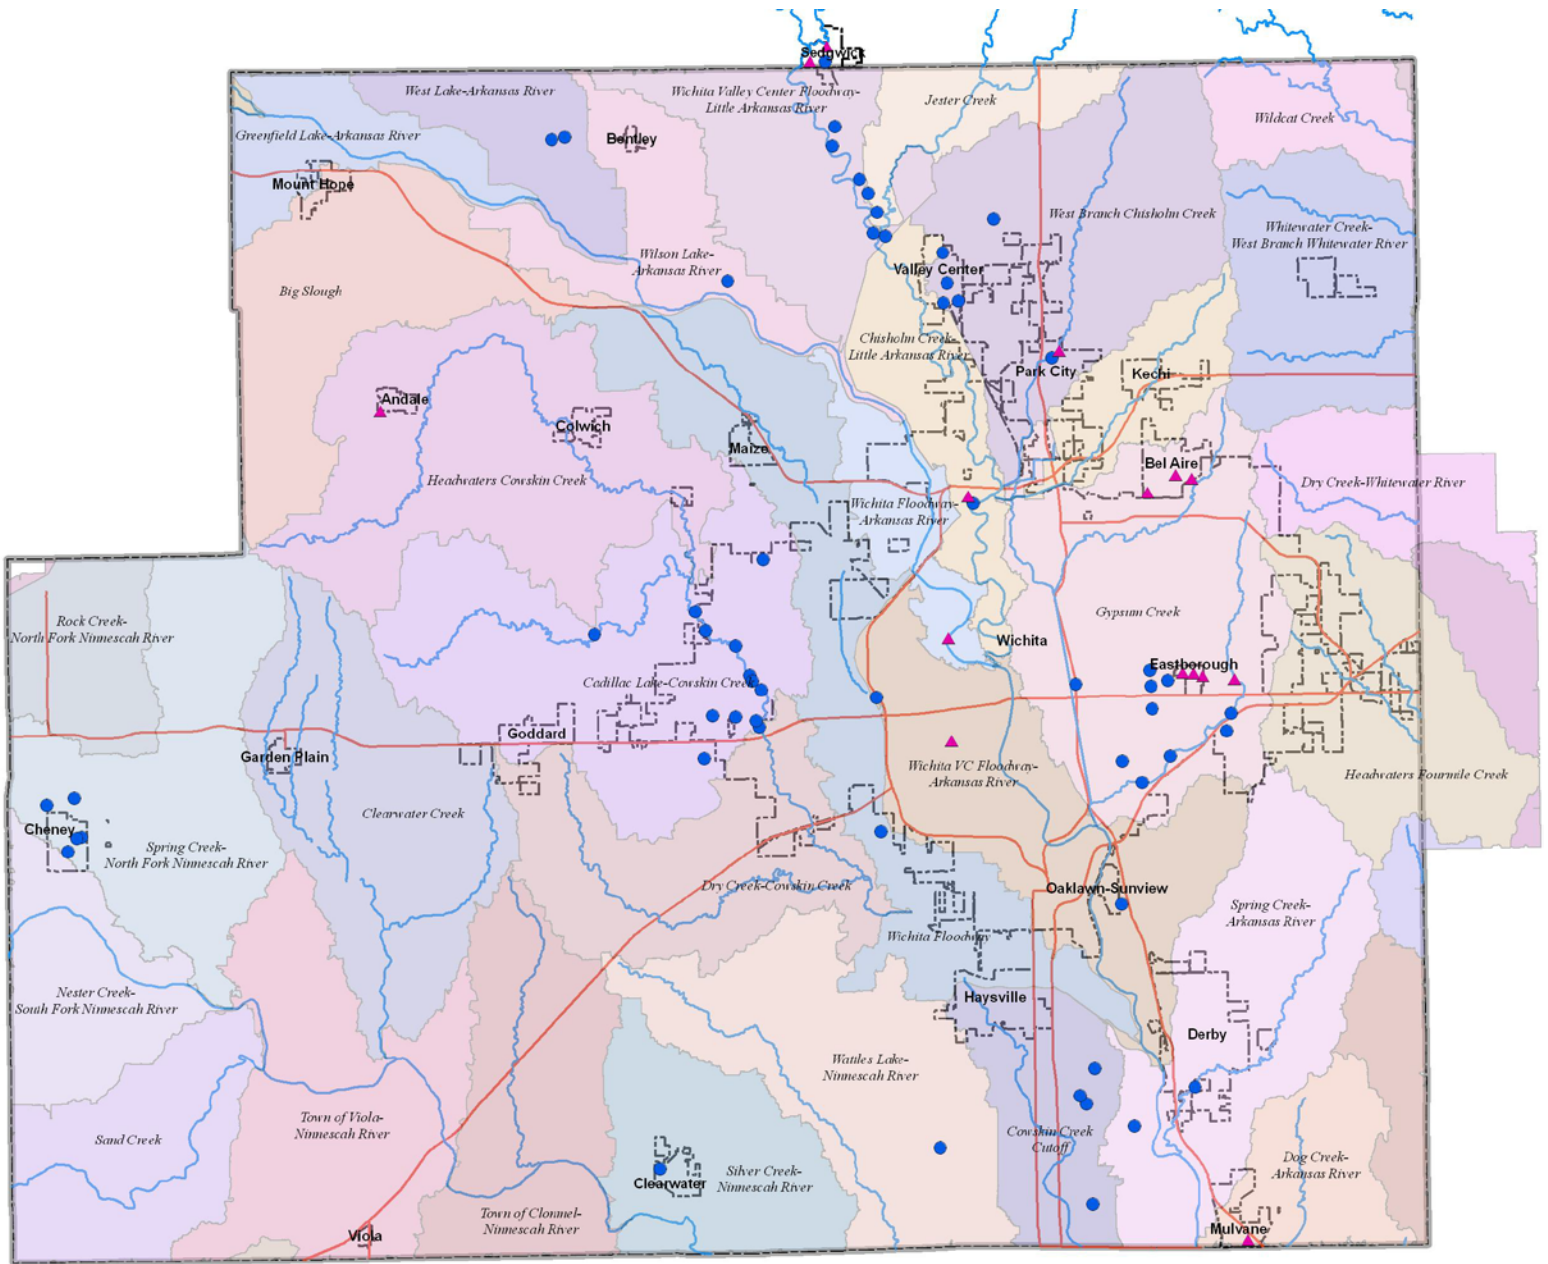 Sedgwick
West Lake-Arkansas River
Wichita Valley Center Floodway-
Little Arkansas River
Jester Creek
Wildcat Creek
Greenfield Lake-Arkansas River
Bentley
Mount Hope
West Branch Chisholm Creek
Whitewater Creek-
West Branch Whitewater River
Wilson Lake-
Arkansas River
Valley Center
Big Slough
Chisholm Creek-
Little Arkansas River
Park City
Kechi
Andale
Colwich
Maize
Bel Aire
Headwaters Cowskin Creek
Dry Creek-Whitewater River
Wichita Floodway-
Arkansas River
Rock Creek-
North Fork Ninnescah River
Gypsum Creek
Wichita
Eastborough
Cadillac Lake-Cowskin Creek
Goddard
Garden Plain
Wichita VC Floodway-
Arkansas River
Headwaters Fourmile Creek
Clearwater Creek
Cheney
Spring Creek-
North Fork Ninnescah River
Dry Creek-Cowskin Creek
Oaklawn-Sunview
Spring Creek-
Arkansas River
Wichita Floodway
Nester Creek-
South Fork Ninnescah River
Haysville
Derby
Wattles Lake-
Ninnescah River
Town of Viola-
Ninnescah River
Sand Creek
Cowskin Creek
Cutoff
Dog Creek-
Arkansas River
Silver Creek-
Ninnescah River
Clearwater
Town of Clonmel-
Ninnescah River
Viola
Mulvane